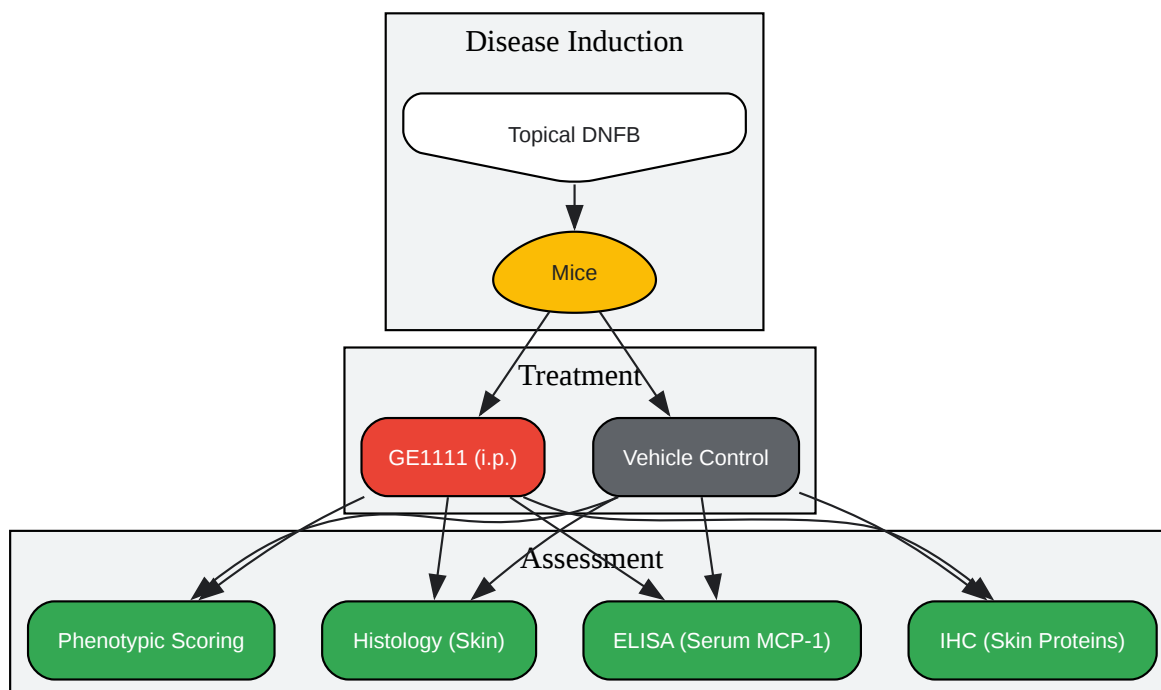 Disease Induction
Topical DNFB
Mice
Treatment
GE1111 (i.p.)
Vehicle Control
Assessment
Phenotypic Scoring
Histology (Skin)
ELISA (Serum MCP-1)
IHC (Skin Proteins)